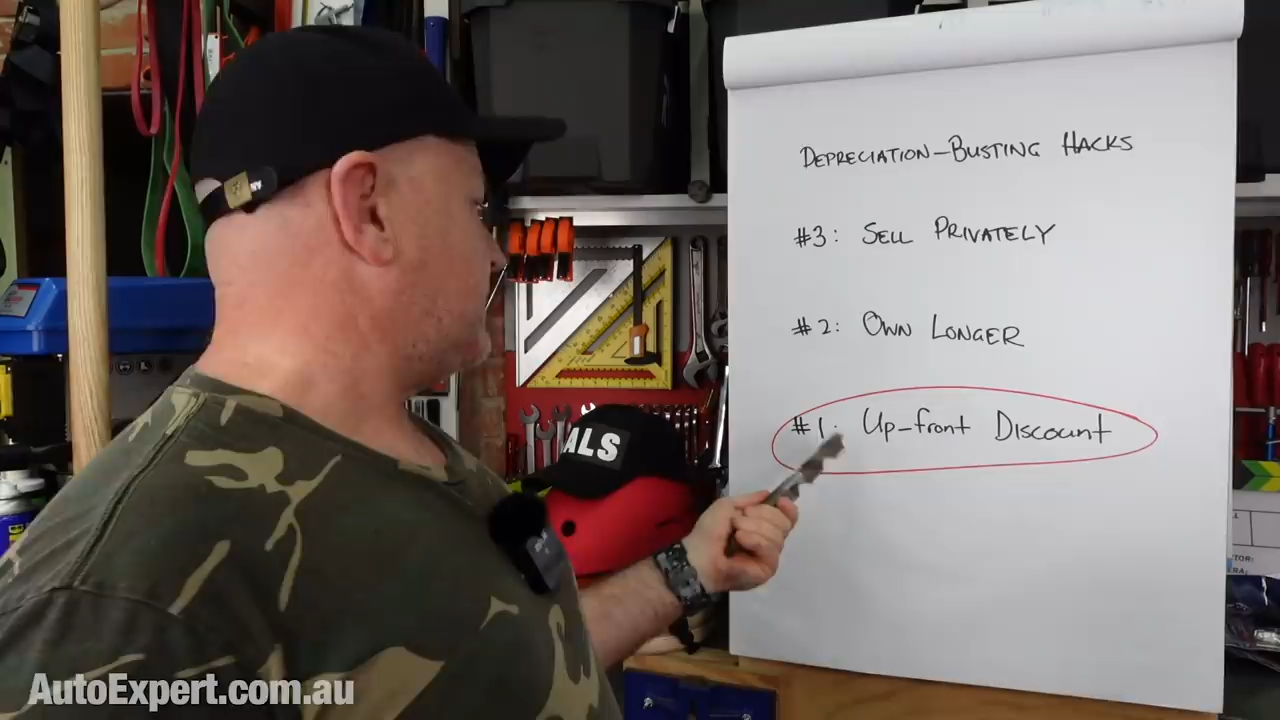 DEPRECIATION-BUSTING HACKS
#3: SELL PRIVATELY
#2: OWN LONGER
#1: Up-front Discount
ALS
AutoExpert.com.au